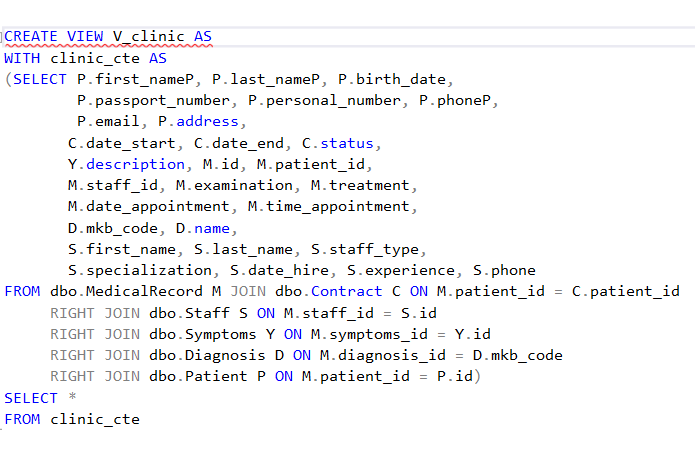 CREATE VIEW V_clinic AS
WITH clinic_cte AS
(SELECT P.first_nameP, P.last_nameP, P.birth_date,
P.passport_number, P.personal_number, P.phoneP,
P.email, P.address,
C.date_start, C.date_end, C.status,
Y.description, M.id, M.patient_id,
M.staff_id, M.examination, M.treatment,
M.date_appointment, M.time_appointment,
D.mkb_code, D.name,
S.first_name, S.last_name, S.staff_type,
S.specialization, S.date_hire, S.experience, S.phone
FROM dbo.MedicalRecord M JOIN dbo.Contract C ON M.patient_id = C.patient_id
RIGHT JOIN dbo.Staff S ON M.staff_id = S.id
RIGHT JOIN dbo.Symptoms Y ON M.symptoms_id = Y.id
RIGHT JOIN dbo.Diagnosis D ON M.diagnosis_id = D.mkb_code
RIGHT JOIN dbo.Patient P ON M.patient_id = P.id)
SELECT *
FROM clinic_cte